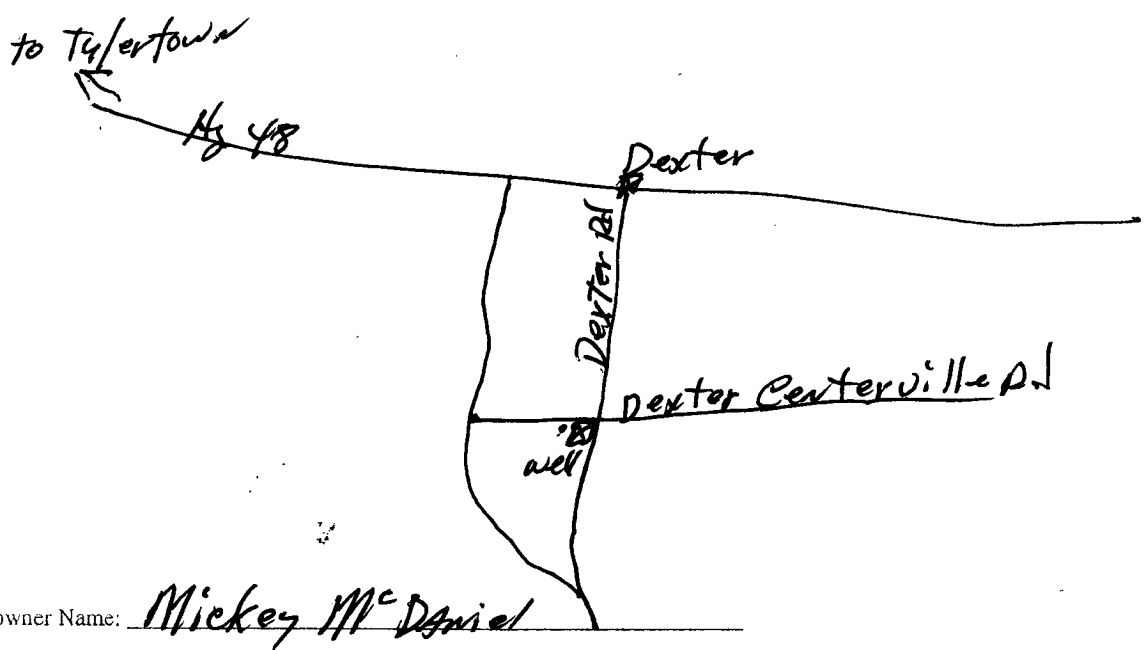 to Tylertown
Hy 48
Dexter
Dexter Rd
Dexter Centerville Rd
well
owner Name: Mickey McDaniel